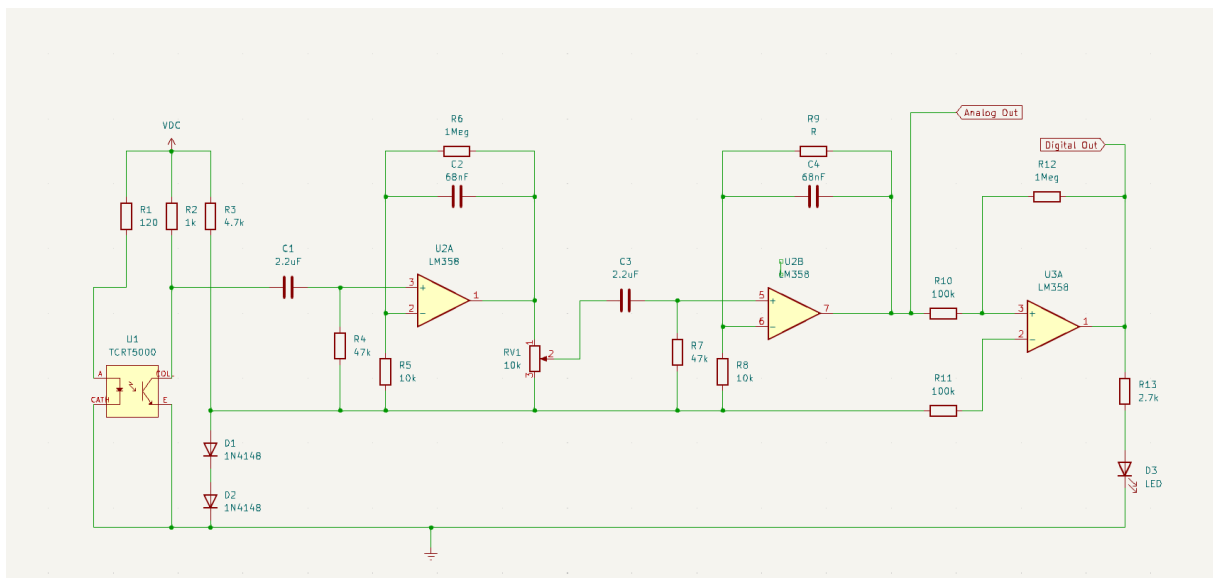 VDC
R1
120
R2
1k
R3
4.7k
U1
TCRT5000
A
COL
CATH
E
D1
1N4148
D2
1N4148
C1
2.2uF
R4
47k
R5
10k
R6
1Meg
C2
68nF
U2A
LM358
3
+
2
-
1
RV1
10k
1
2
3
C3
2.2uF
R7
47k
R8
10k
R9
R
C4
68nF
U2B
LM358
5
+
6
-
7
Analog Out
Digital Out
R10
100k
R11
100k
R12
1Meg
U3A
LM358
3
+
2
-
1
R13
2.7k
D3
LED